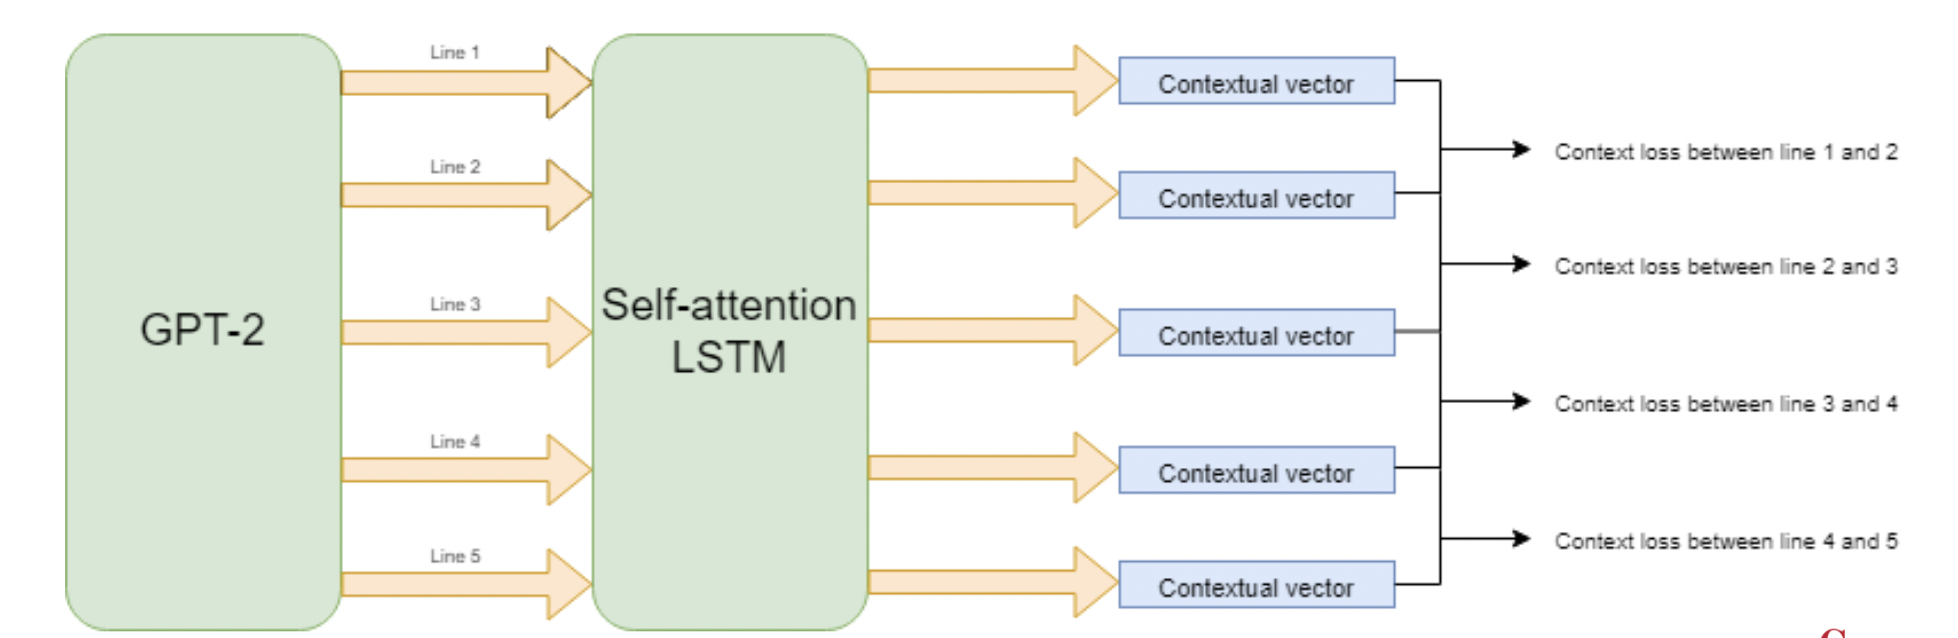 Line 1
Contextual vector
Context loss between line 1 and 2
Line 2
Contextual vector
Context loss between line 2 and 3
Line 3
GPT-2
Self-attention
LSTM
Contextual vector
Context loss between line 3 and 4
Line 4
Contextual vector
Context loss between line 4 and 5
Line 5
Contextual vector